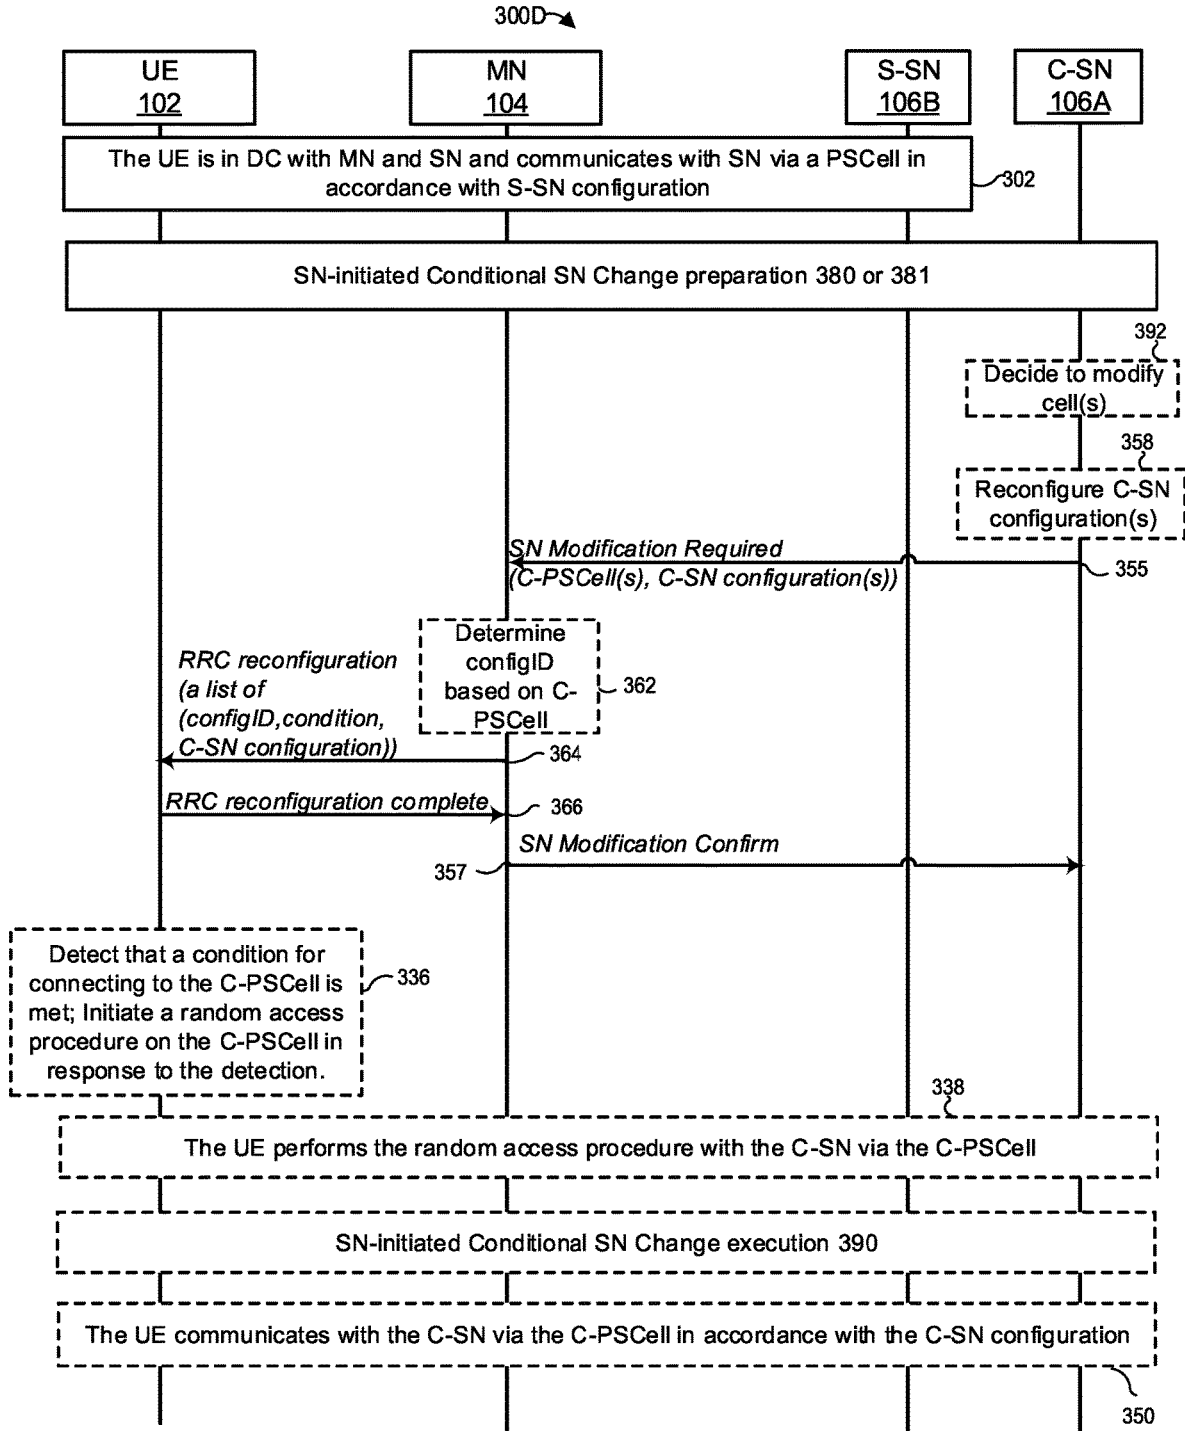 300D
UE
102
MN
104
S-SN
106B
C-SN
106A
The UE is in DC with MN and SN and communicates with SN via a PSCell in
accordance with S-SN configuration
302
SN-initiated Conditional SN Change preparation 380 or 381
392
Decide to modify
cell(s)
358
Reconfigure C-SN
configuration(s)
SN Modification Required
(C-PSCell(s), C-SN configuration(s))
355
Determine
configID
based on C-
PSCell
362
RRC reconfiguration
(a list of
(configID,condition,
C-SN configuration))
364
RRC reconfiguration complete
366
SN Modification Confirm
357
Detect that a condition for
connecting to the C-PSCell is
met; Initiate a random access
procedure on the C-PSCell in
response to the detection.
336
338
The UE performs the random access procedure with the C-SN via the C-PSCell
SN-initiated Conditional SN Change execution 390
The UE communicates with the C-SN via the C-PSCell in accordance with the C-SN configuration
350